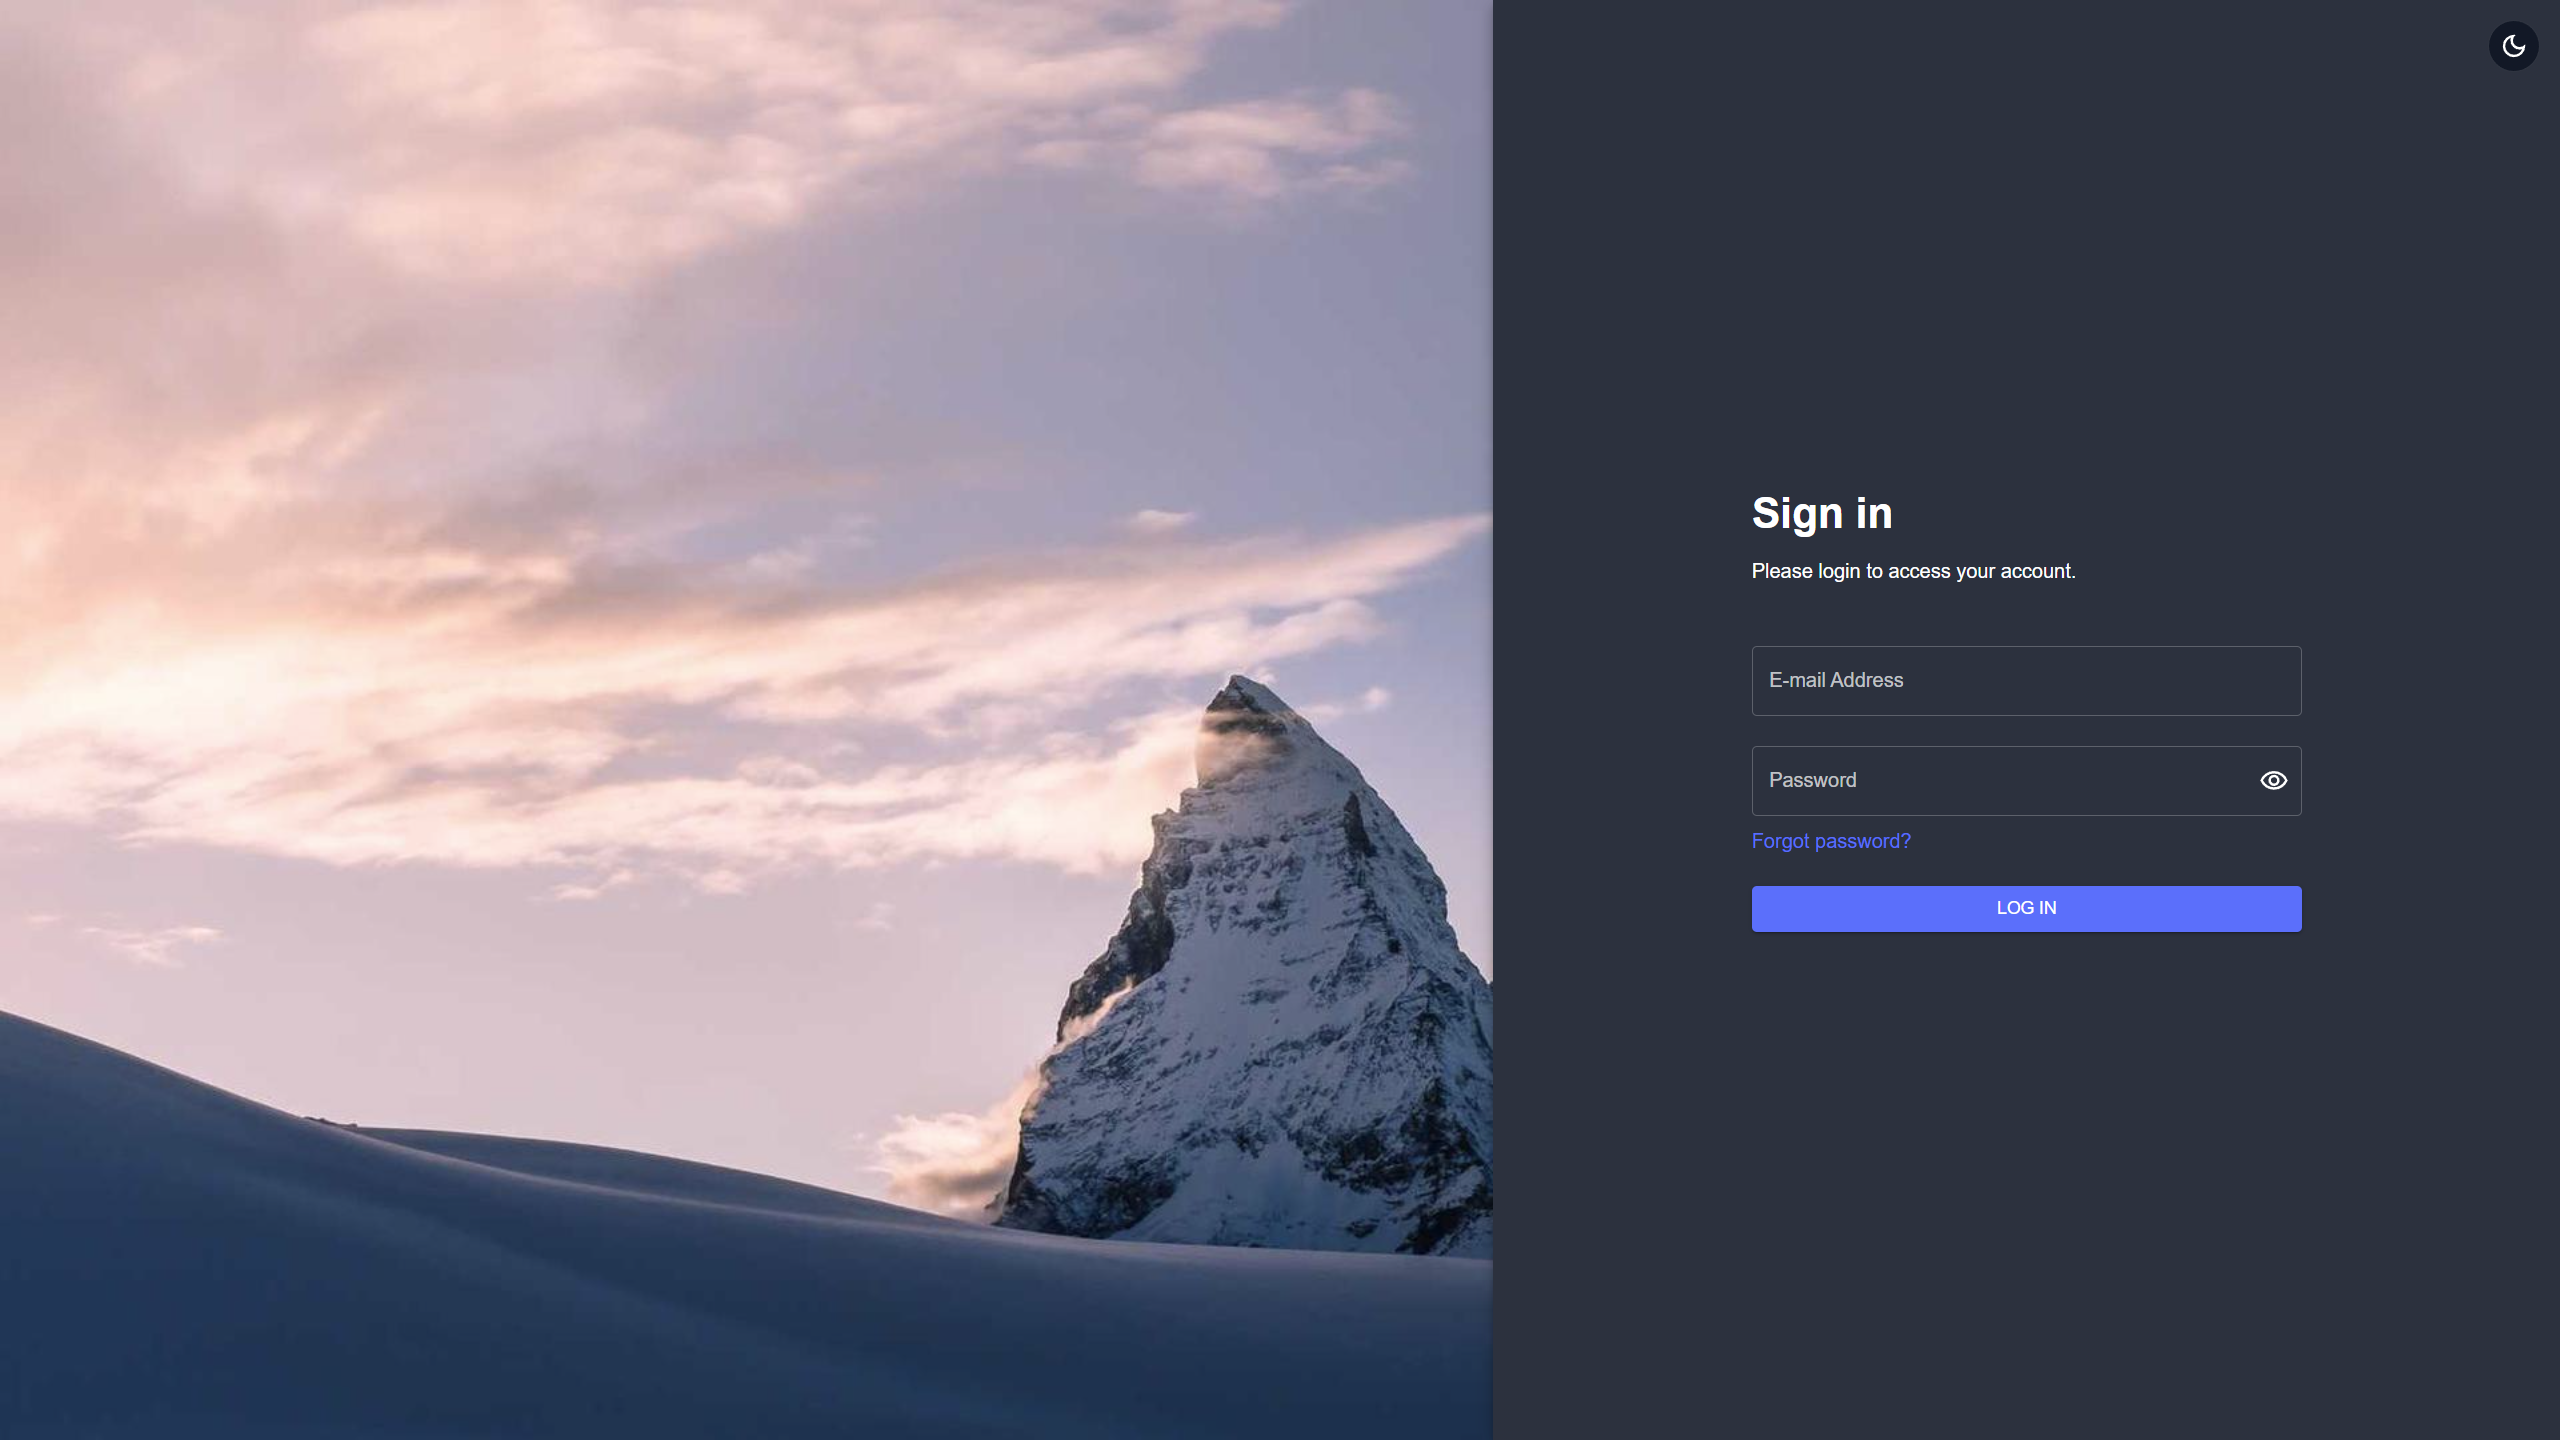 Sign in
Please login to access your account.
E-mail Address
Password
Forgot password?
LOG IN